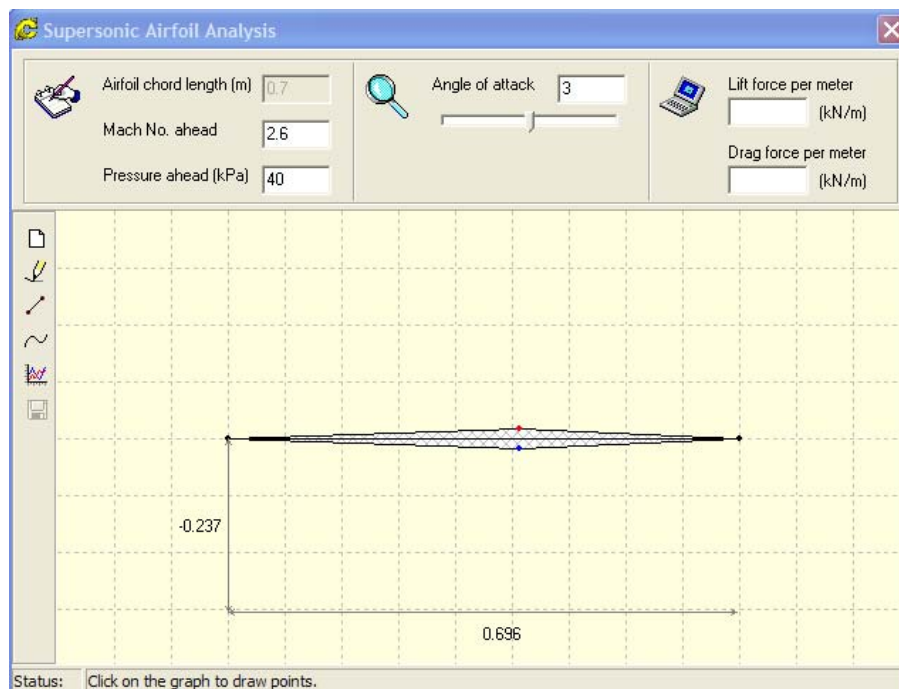 Supersonic Airfoil Analysis
Airfoil chord length (m) 0.7
Mach No. ahead 2.6
Pressure ahead (kPa) 40
Angle of attack 3
Lift force per meter
(kN/m)
Drag force per meter
(kN/m)
-0.237
0.696
Status: Click on the graph to draw points.